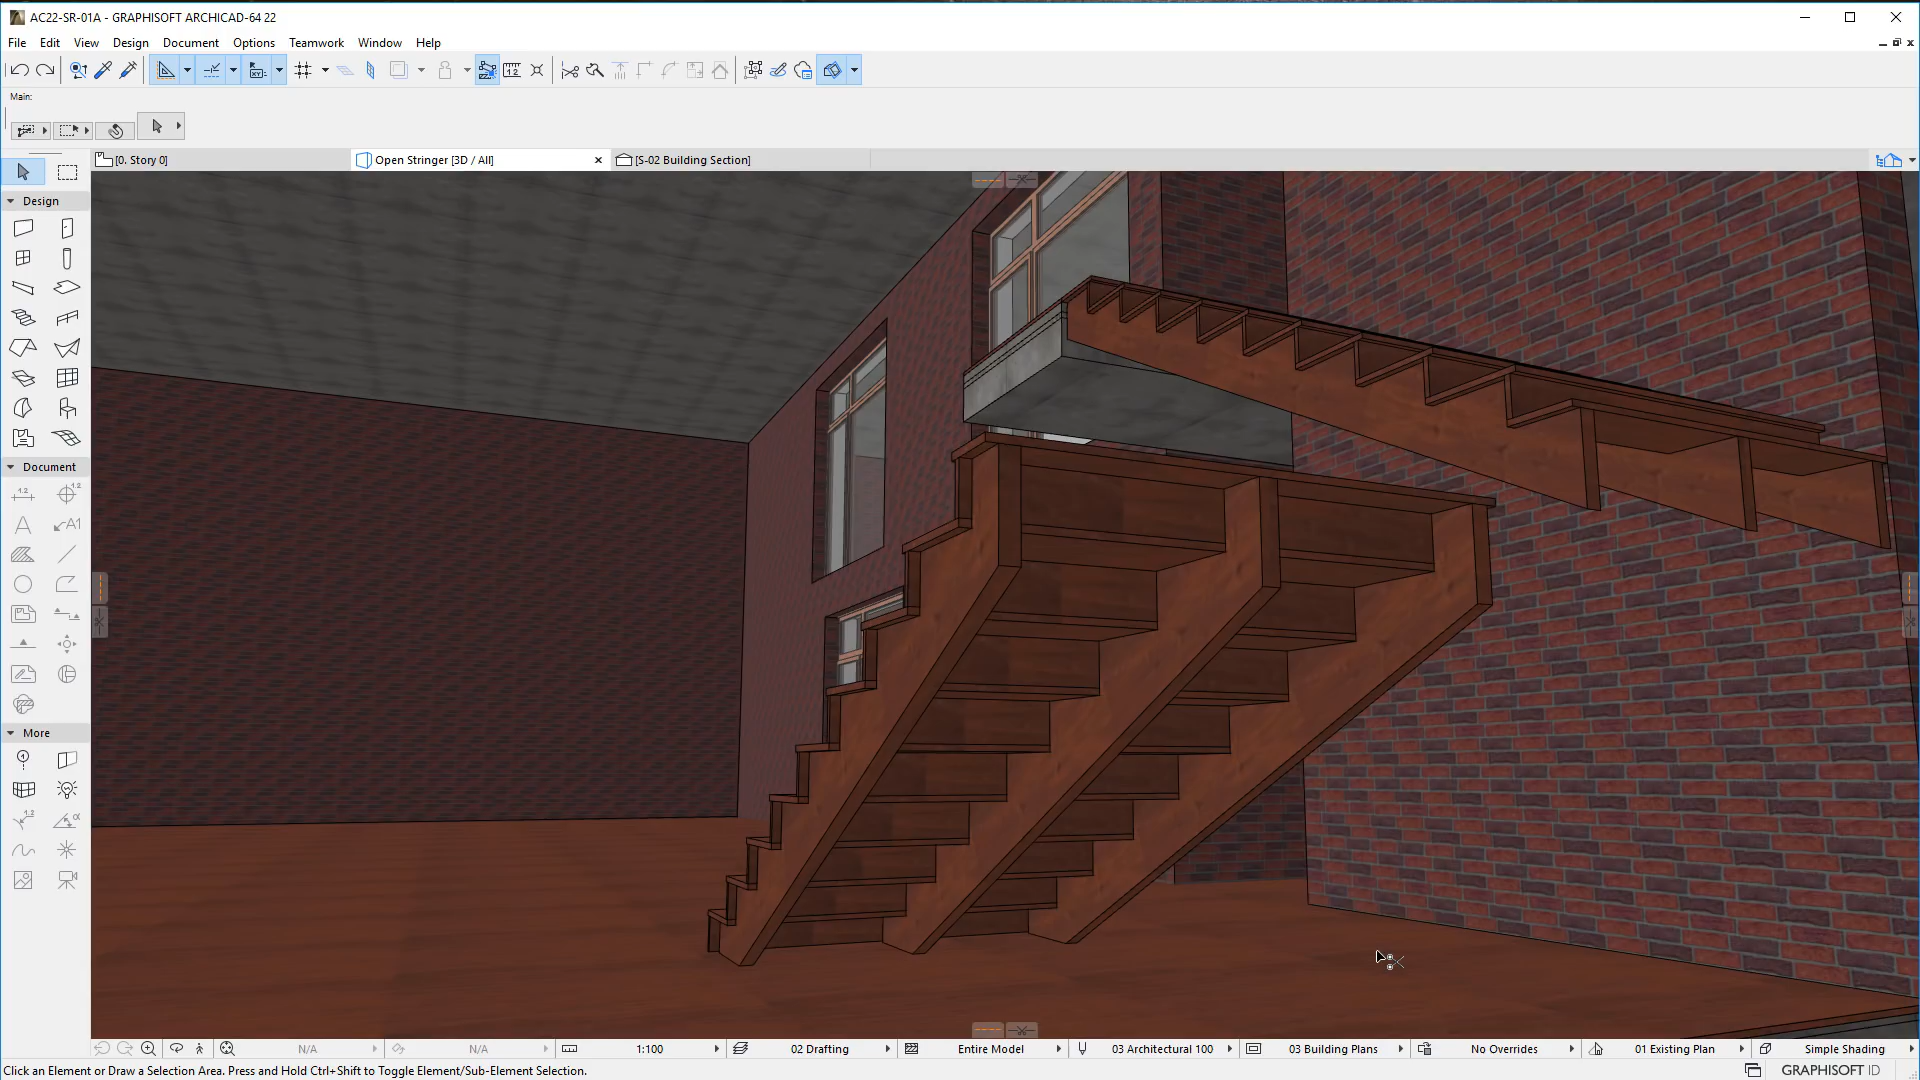 AC22-SR-01A - GRAPHISOFT ARCHICAD-64 22
File Edit View Design Document Options Teamwork Window Help
Main:
[0. Story 0]
Open Stringer [3D / All]
[S-02 Building Section]
Design
Document
More
N/A
N/A
1:100
02 Drafting
Entire Model
03 Architectural 100
03 Building Plans
No Overrides
01 Existing Plan
Simple Shading
Click an Element or Draw a Selection Area. Press and Hold Ctrl+Shift to Toggle Element/Sub-Element Selection.
GRAPHISOFT ID